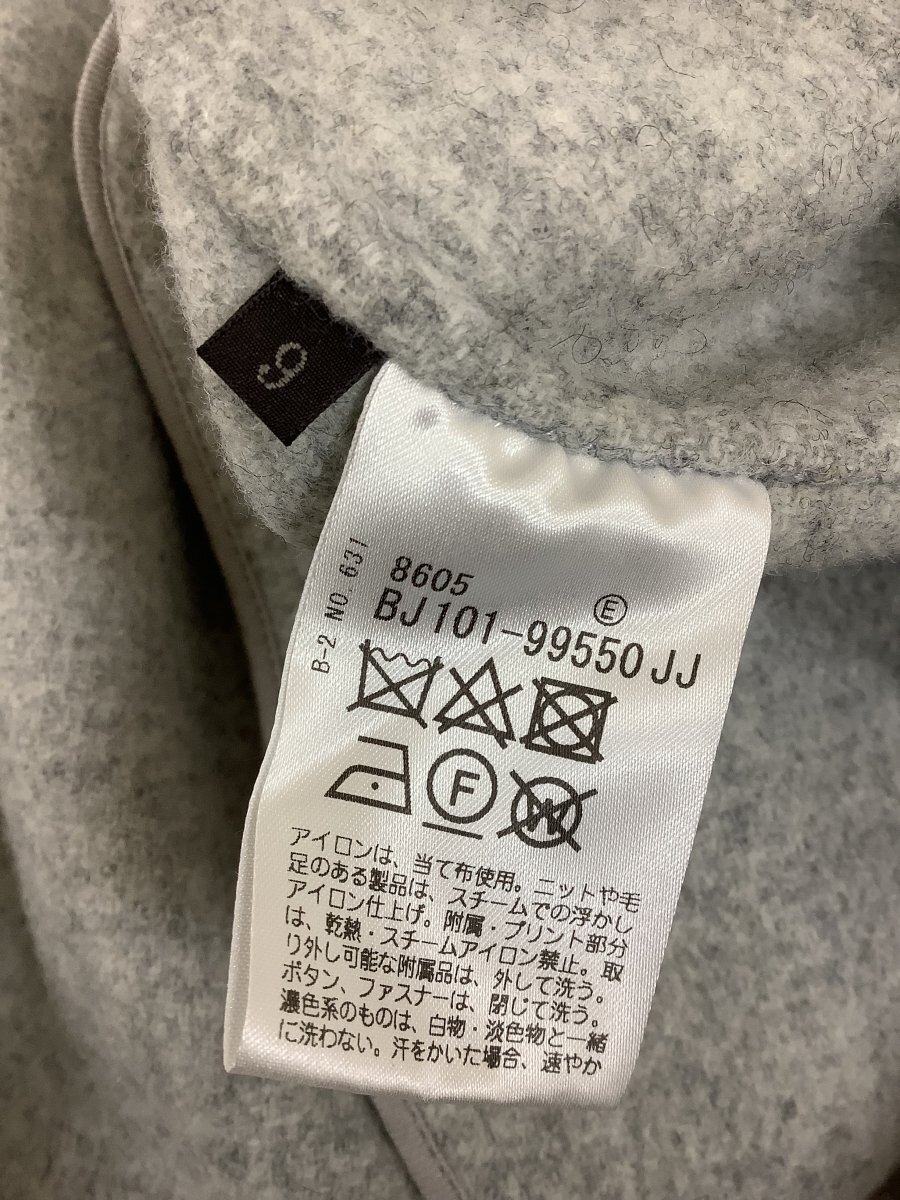 9
B-2 NO. 631
8605
Ⓔ
BJ101-99550JJ
F
W
アイロンは、当て布使用。ニットや毛
足のある製品は、スチームでの浮かし
アイロン仕上げ。附属・プリント部分
は、乾熱・スチームアイロン禁止。取
り外し可能な附属品は、外して洗う。
ボタン、ファスナーは、閉じて洗う。
濃色系のものは、白物・淡色物と一緒
に洗わない。汗をかいた場合、速やか